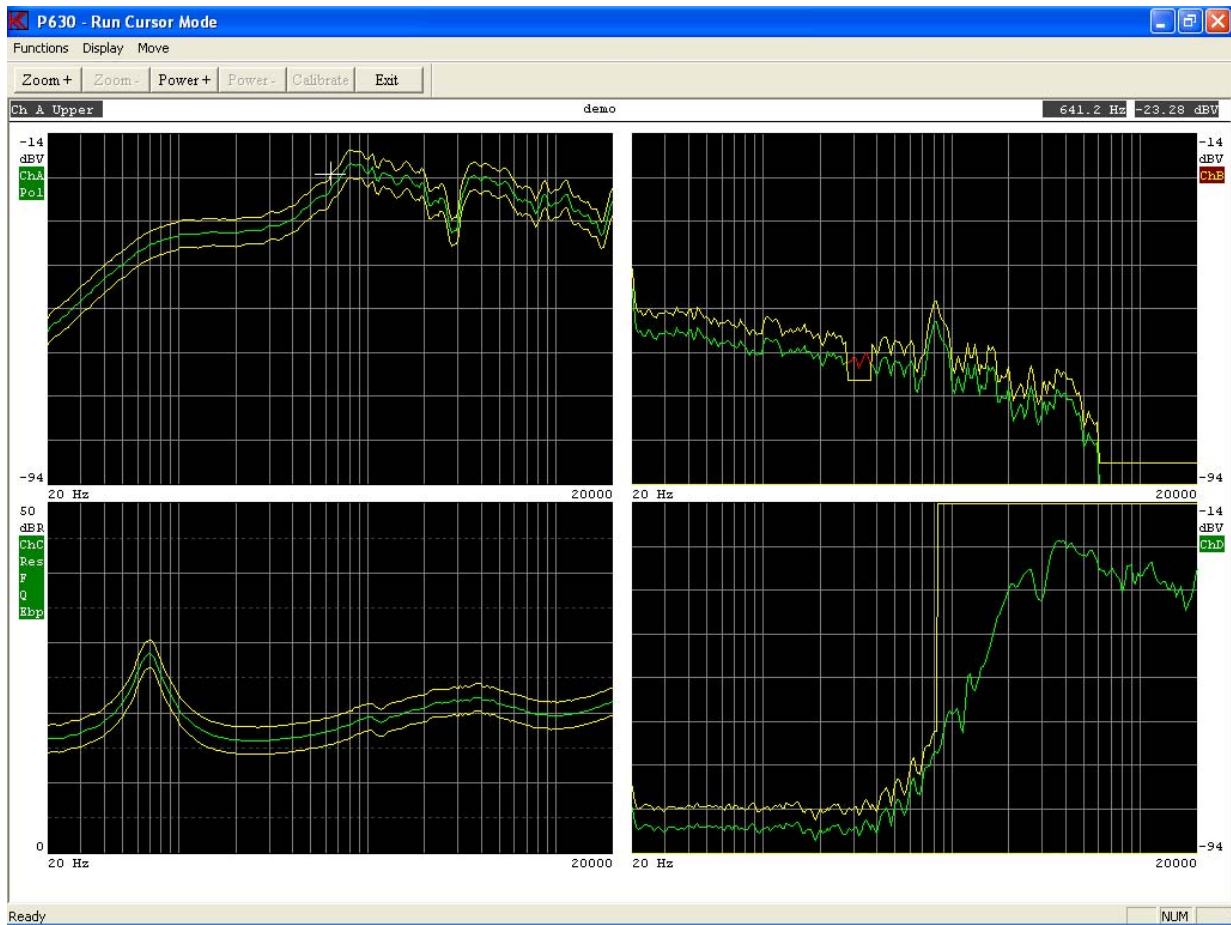 P630 - Run Cursor Mode
Functions Display Move
Zoom+ Zoom- Power+ Power- Calibrate Exit
Ch A Upper demo 641.2 Hz -23.28 dBV
-14
dBV
ChA
Pol
-94
20 Hz 20000
-14
dBV
ChB
-94
20 Hz 20000
50
dBR
ChC
Res
F
Q
Ebp
0
20 Hz 20000
-14
dBV
ChD
-94
20 Hz 20000
Ready NUM